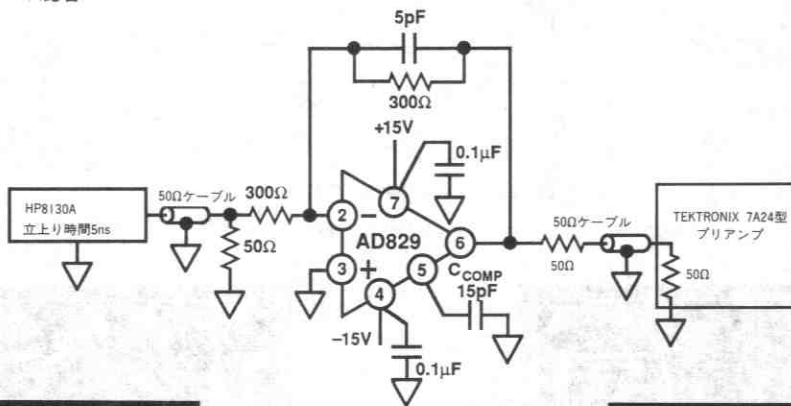 5pF
300Ω
+15V
0.1μF
HP8130A
立上り時間5ns
50Ωケーブル
300Ω
50Ω
2
−
7
AD829
6
3
+
5
4
CCOMP
15pF
−15V
0.1μF
50Ωケーブル
50Ω
TEKTRONIX 7A24型
プリアンプ
50Ω